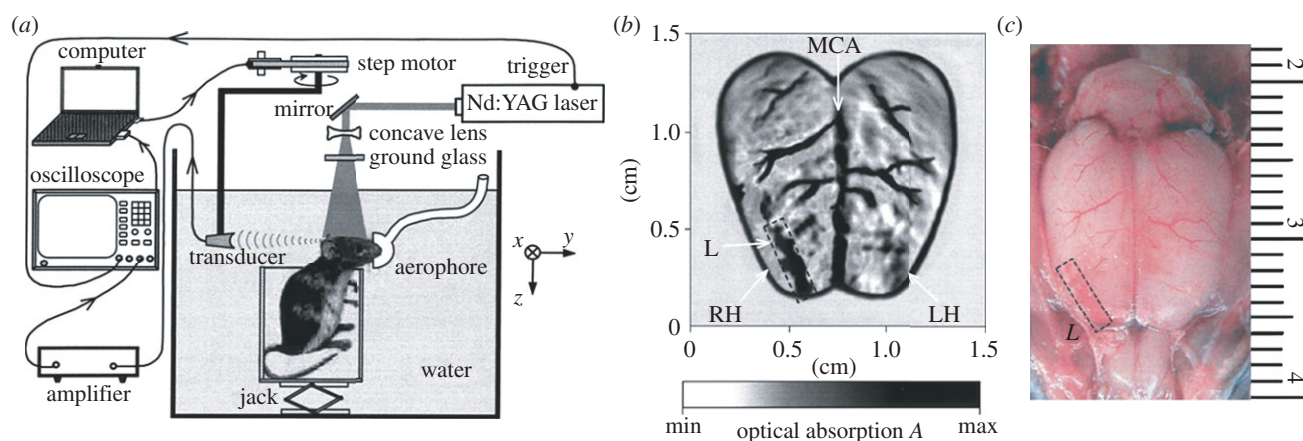 (a)
computer
step motor
trigger
mirror
Nd:YAG laser
concave lens
ground glass
oscilloscope
transducer
aerophore
x
y
z
water
amplifier
jack
(b)
1.5
MCA
1.0
(cm)
0.5
L
RH
LH
0
0
0.5
1.0
1.5
(cm)
min
optical absorption A
max
(c)
2
3
L
4